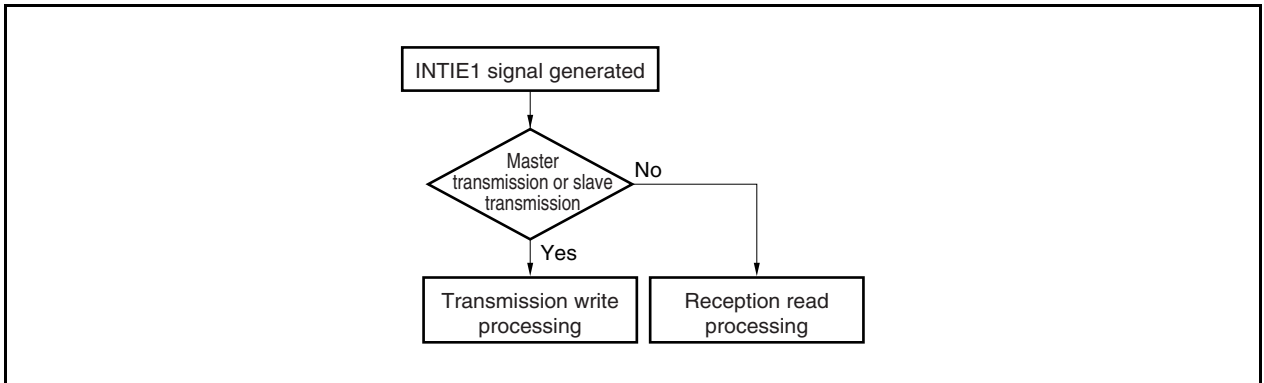 INTIE1 signal generated
Master
transmission or slave
transmission
No
Yes
Transmission write
processing
Reception read
processing